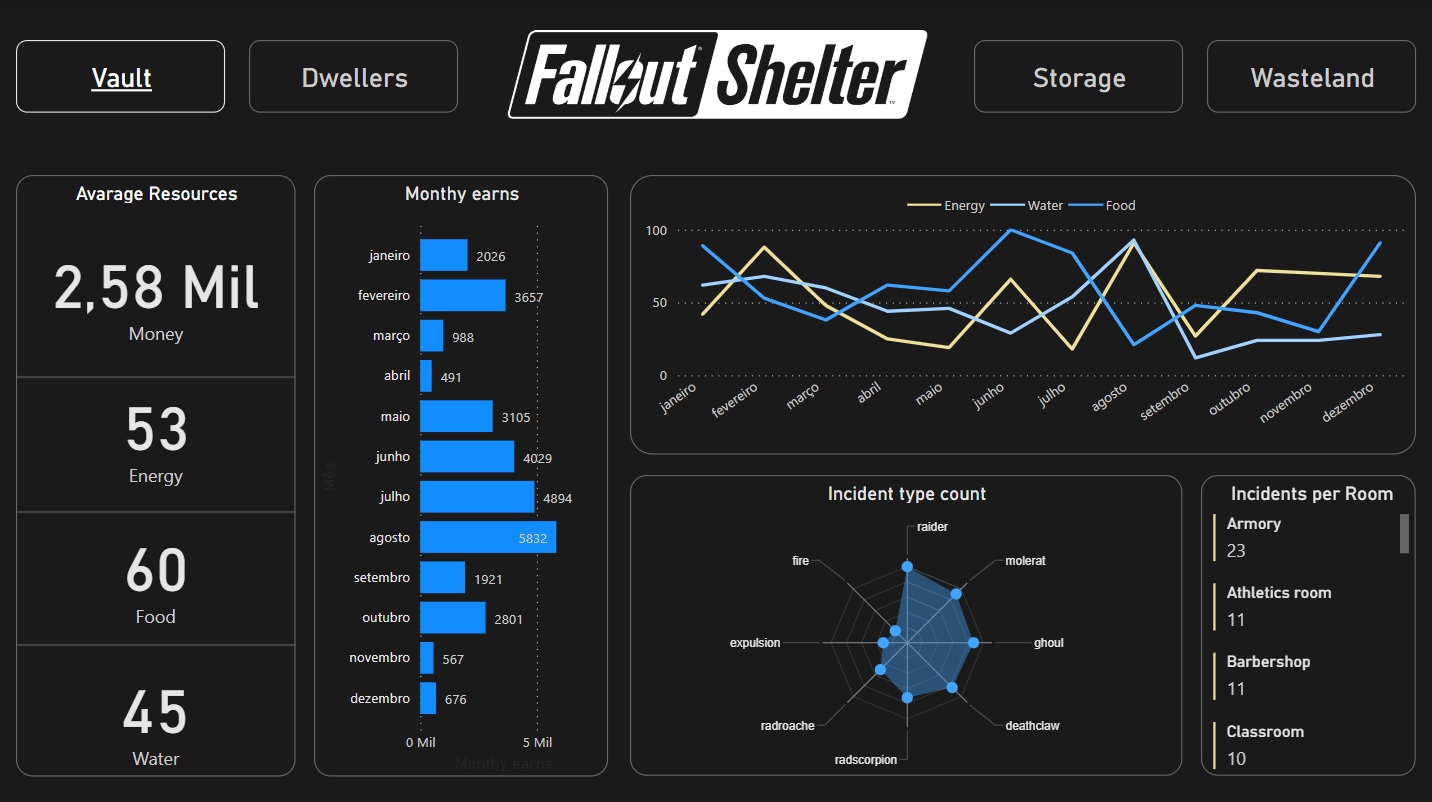 Vault
Dwellers
Fallout Shelter
Storage
Wasteland
Avarage Resources
2,58 Mil
Money
53
Energy
60
Food
45
Water
Monthy earns
Mês
janeiro 2026
fevereiro 3657
março 988
abril 491
maio 3105
junho 4029
julho 4894
agosto 5832
setembro 1921
outubro 2801
novembro 567
dezembro 676
0 Mil 5 Mil
Monthy earns
Energy Water Food
100
50
0
janeiro fevereiro março abril maio junho julho agosto setembro outubro novembro dezembro
Incident type count
raider
fire molerat
expulsion ghoul
radroache deathclaw
radscorpion
Incidents per Room
Armory
23
Athletics room
11
Barbershop
11
Classroom
10